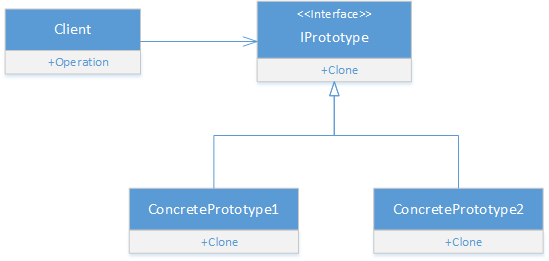 Client
+Operation
<<Interface>>
IPrototype
+Clone
ConcretePrototype1
+Clone
ConcretePrototype2
+Clone